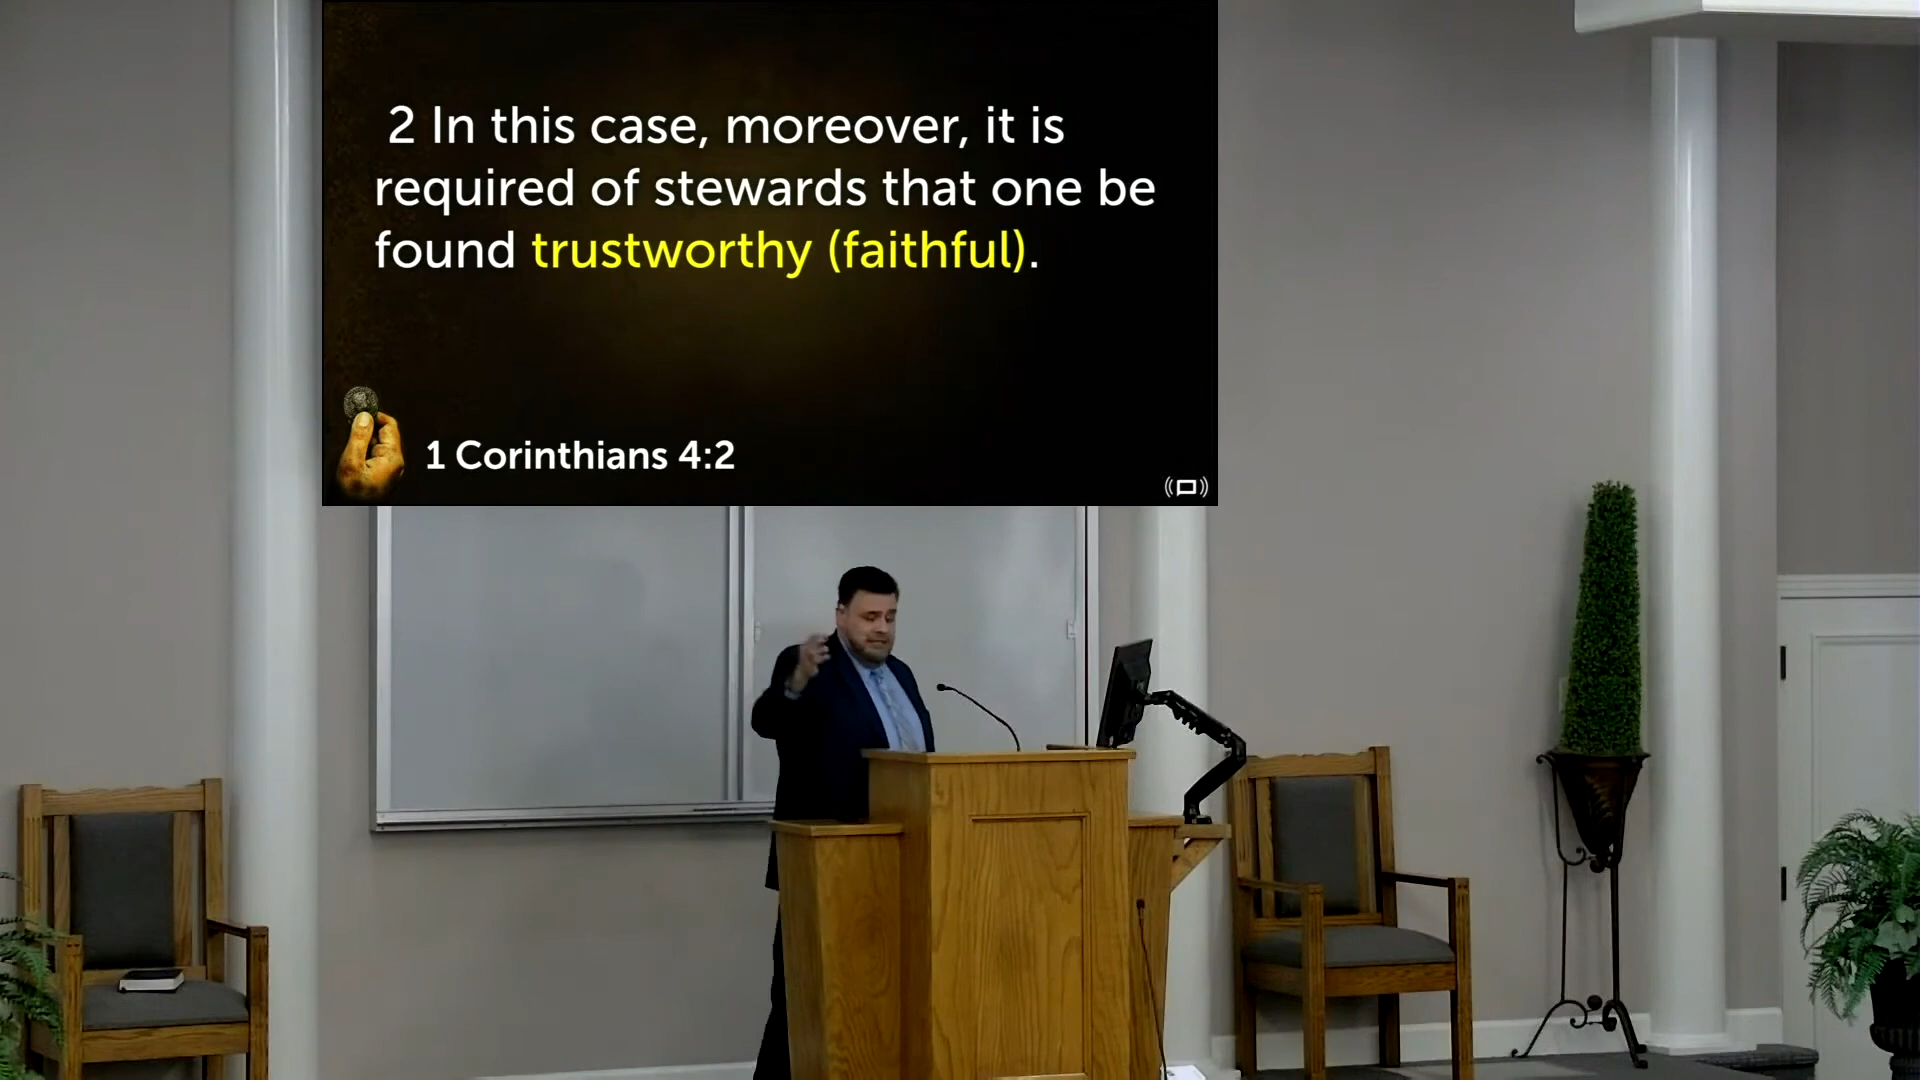 2 In this case, moreover, it is
required of stewards that one be
found trustworthy (faithful).
1 Corinthians 4:2